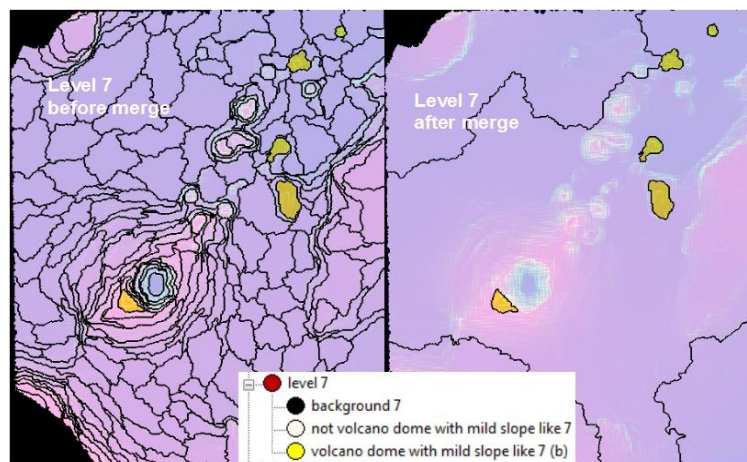 Level 7
before merge
Level 7
after merge
level 7
background 7
not volcano dome with mild slope like 7
volcano dome with mild slope like 7 (b)